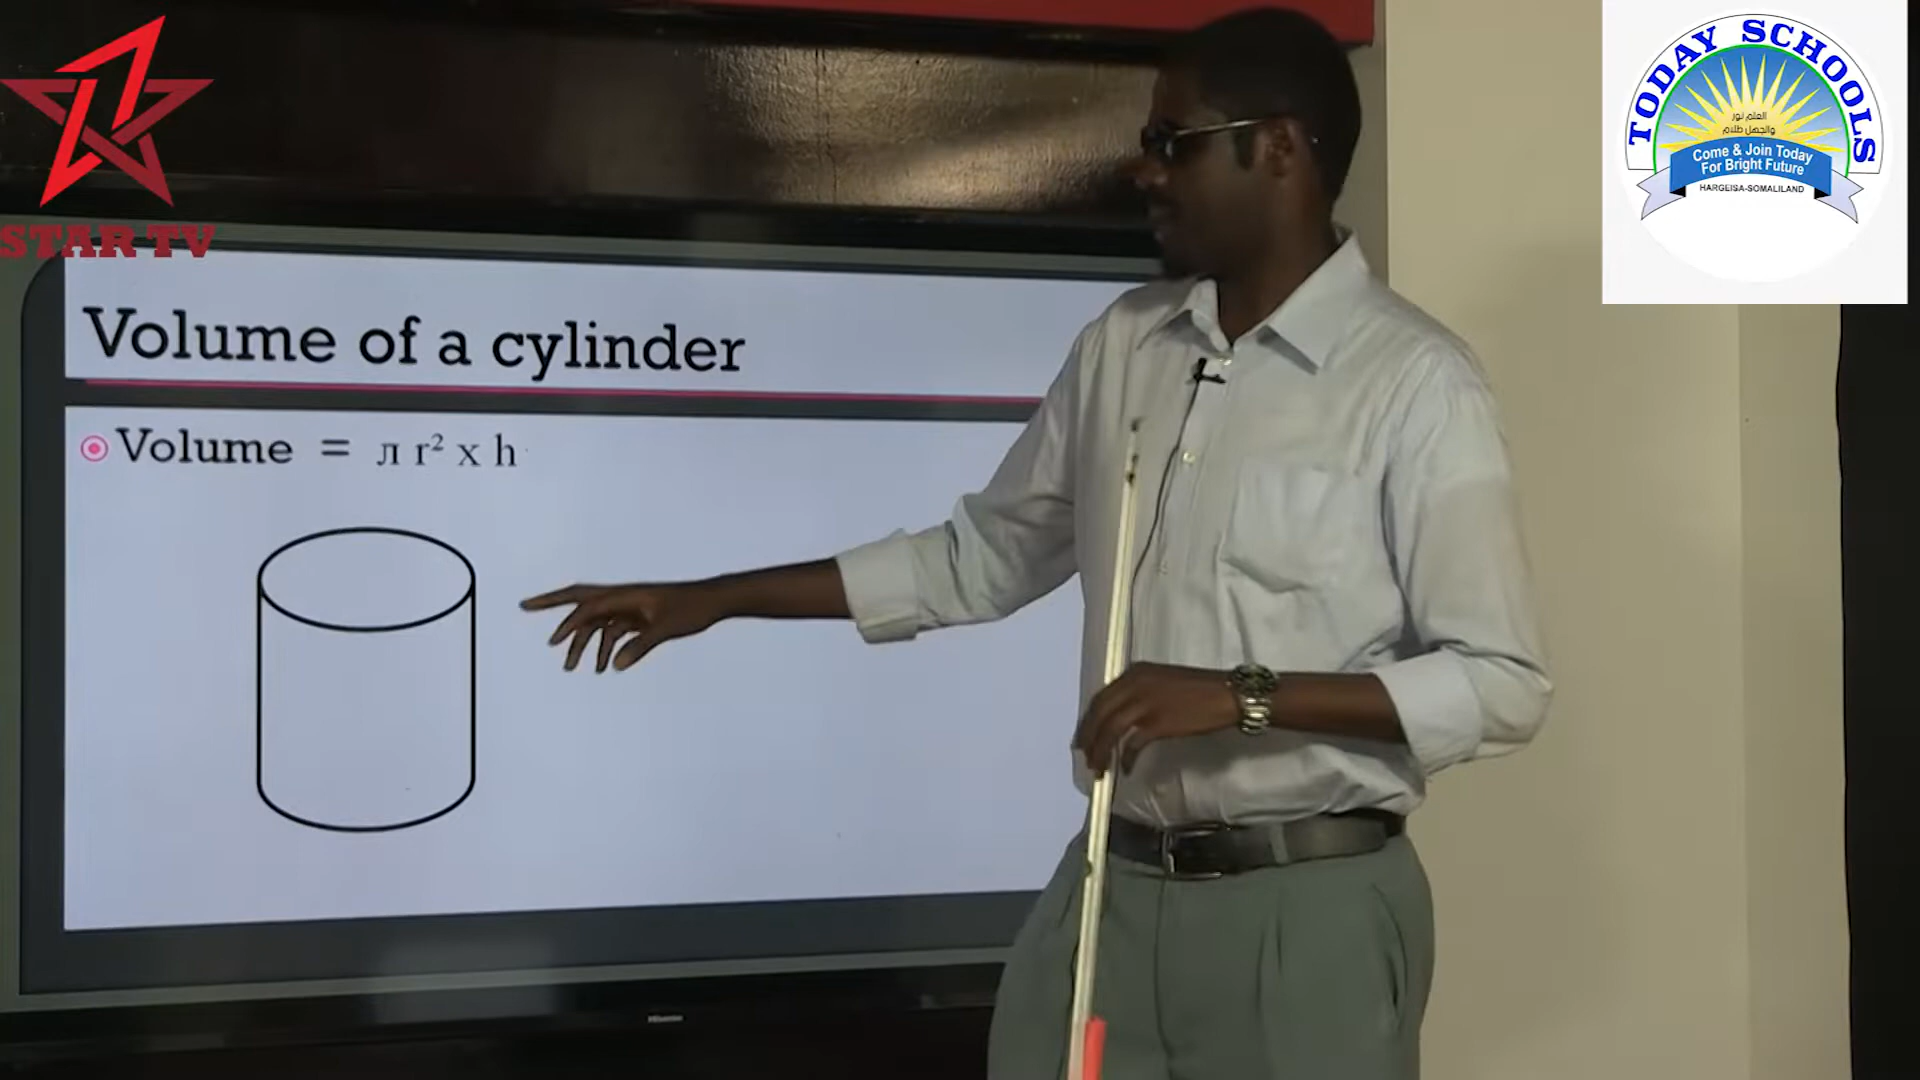 STAR TV
TODAY SCHOOLS
العلم نور
والجهل ظلام
Come & Join Today
For Bright Future
HARGEISA-SOMALILAND
Volume of a cylinder
Volume = л r² x h
Hisense